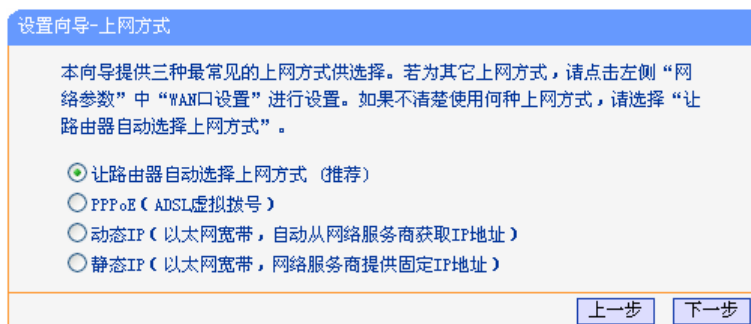 设置向导-上网方式
本向导提供三种最常见的上网方式供选择。若为其它上网方式，请点击左侧“网
络参数”中“WAN口设置”进行设置。如果不清楚使用何种上网方式，请选择“让
路由器自动选择上网方式”。
让路由器自动选择上网方式（推荐）
PPPoE（ADSL虚拟拨号）
动态IP（以太网宽带，自动从网络服务商获取IP地址）
静态IP（以太网宽带，网络服务商提供固定IP地址）
上一步 下一步